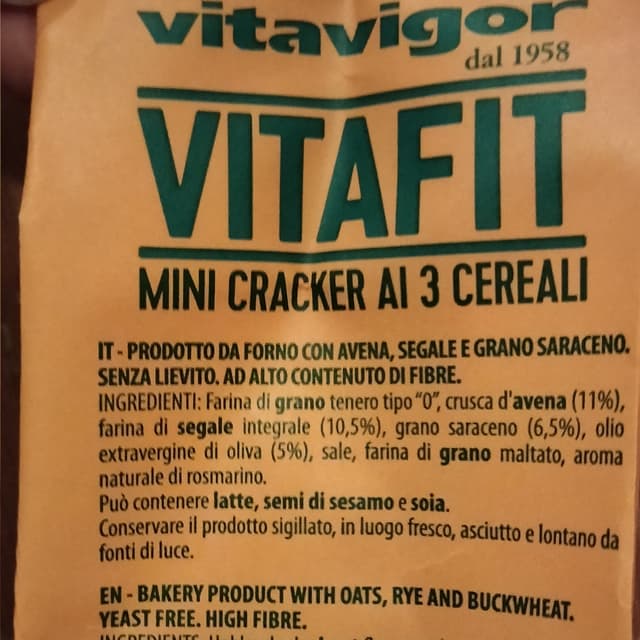 vitavigor
dal 1958
VITAFIT
MINI CRACKER AI 3 CEREALI
IT - PRODOTTO DA FORNO CON AVENA, SEGALE E GRANO SARACENO.
SENZA LIEVITO. AD ALTO CONTENUTO DI FIBRE.
INGREDIENTI: Farina di grano tenero tipo "0", crusca d'avena (11%),
farina di segale integrale (10,5%), grano saraceno (6,5%), olio
extravergine di oliva (5%), sale, farina di grano maltato, aroma
naturale di rosmarino.
Può contenere latte, semi di sesamo e soia.
Conservare il prodotto sigillato, in luogo fresco, asciutto e lontano da
fonti di luce.
EN - BAKERY PRODUCT WITH OATS, RYE AND BUCKWHEAT.
YEAST FREE. HIGH FIBRE.